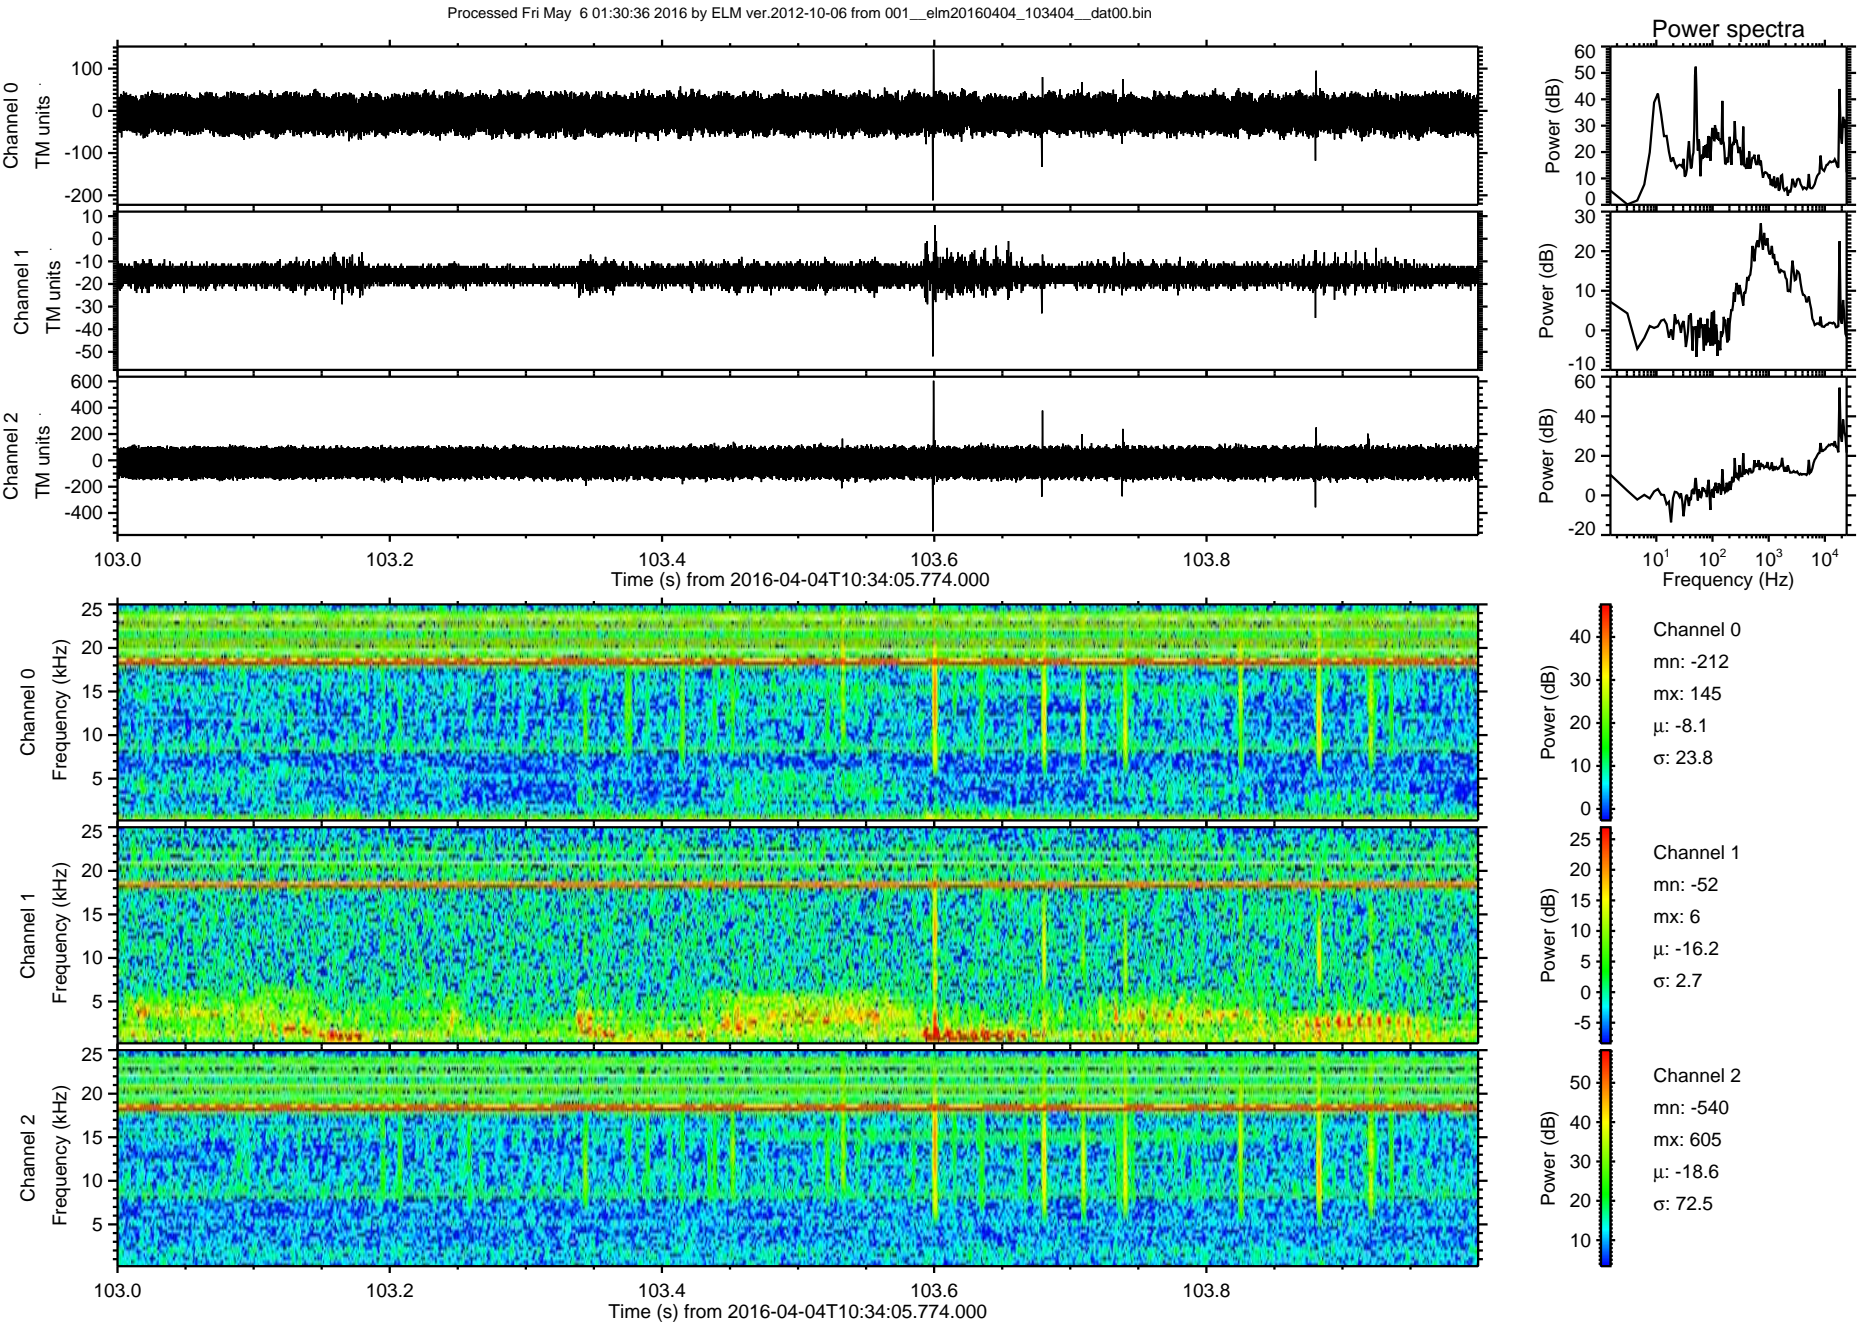 Processed Fri May  6 01:30:36 2016 by ELM ver.2012-10-06 from 001__elm20160404_103404__dat00.bin
Power spectra
Channel 0
TM units
100
0
-100
-200
Power (dB)
60
50
40
30
20
10
0
Channel 1
TM units
10
0
-10
-20
-30
-40
-50
Power (dB)
30
20
10
0
-10
Channel 2
TM units
600
400
200
0
-200
-400
Power (dB)
60
40
20
0
-20
103.0 103.2 103.4 103.6 103.8
Time (s) from 2016-04-04T10:34:05.774.000
10^1 10^2 10^3 10^4
Frequency (Hz)
Channel 0
Frequency (kHz)
25
20
15
10
5
Power (dB)
40
30
20
10
0
Channel 0
mn: -212
mx: 145
μ: -8.1
σ: 23.8
Channel 1
Frequency (kHz)
25
20
15
10
5
Power (dB)
25
20
15
10
5
0
-5
Channel 1
mn: -52
mx: 6
μ: -16.2
σ: 2.7
Channel 2
Frequency (kHz)
25
20
15
10
5
Power (dB)
50
40
30
20
10
Channel 2
mn: -540
mx: 605
μ: -18.6
σ: 72.5
103.0 103.2 103.4 103.6 103.8
Time (s) from 2016-04-04T10:34:05.774.000